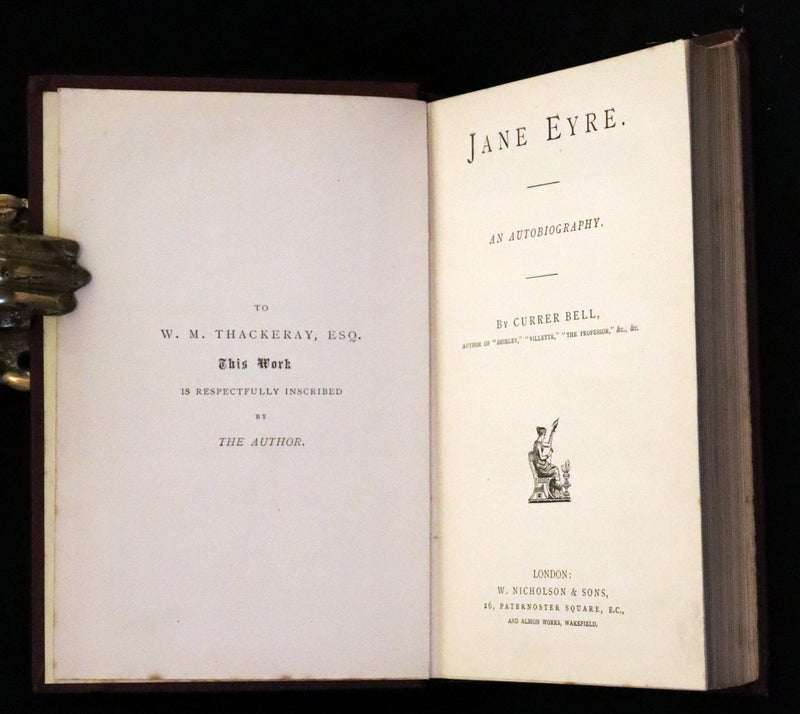 TO
W. M. THACKERAY, ESQ.
This Work
IS RESPECTFULLY INSCRIBED
BY
THE AUTHOR.
JANE EYRE.
AN AUTOBIOGRAPHY.
BY CURRER BELL,
AUTHOR OF "SHIRLEY," "VILLETTE," "THE PROFESSOR," &c., &c.
LONDON:
W. NICHOLSON & SONS,
26, PATERNOSTER SQUARE, E.C.,
AND ALBION WORKS, WAKEFIELD.